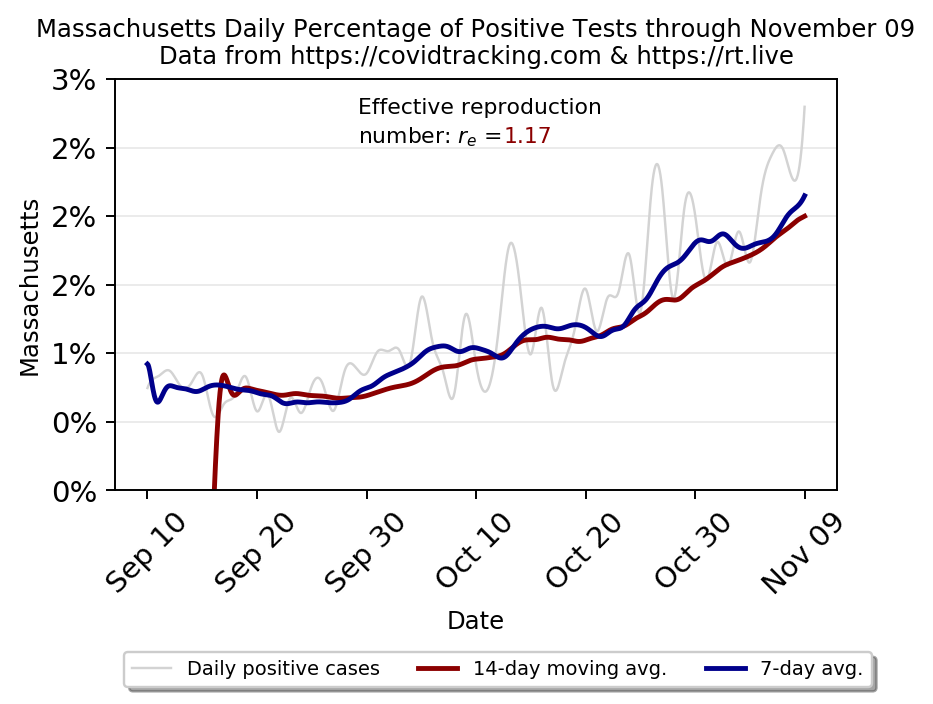 Massachusetts Daily Percentage of Positive Tests through November 09
Data from https://covidtracking.com & https://rt.live
Effective reproduction
number: rₑ =1.17
3%
2%
2%
2%
1%
0%
0%
Massachusetts
Sep 10
Sep 20
Sep 30
Oct 10
Oct 20
Oct 30
Nov 09
Date
Daily positive cases
14-day moving avg.
7-day avg.